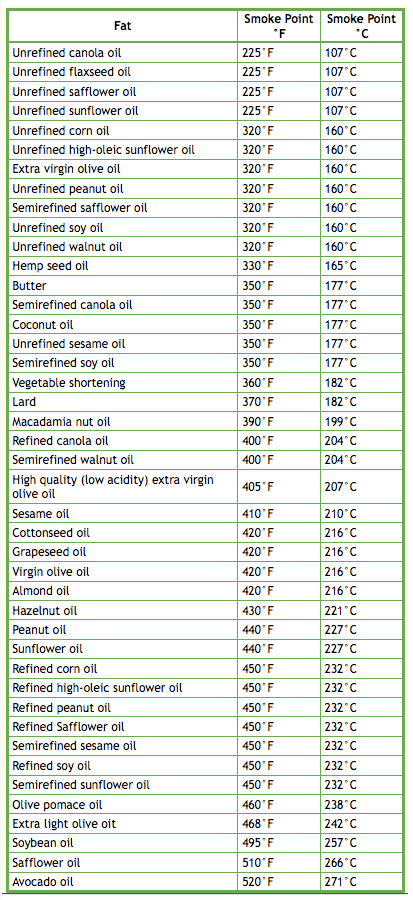 Fat Smoke Point °F Smoke Point °C
Unrefined canola oil 225°F 107°C
Unrefined flaxseed oil 225°F 107°C
Unrefined safflower oil 225°F 107°C
Unrefined sunflower oil 225°F 107°C
Unrefined corn oil 320°F 160°C
Unrefined high-oleic sunflower oil 320°F 160°C
Extra virgin olive oil 320°F 160°C
Unrefined peanut oil 320°F 160°C
Semirefined safflower oil 320°F 160°C
Unrefined soy oil 320°F 160°C
Unrefined walnut oil 320°F 160°C
Hemp seed oil 330°F 165°C
Butter 350°F 177°C
Semirefined canola oil 350°F 177°C
Coconut oil 350°F 177°C
Unrefined sesame oil 350°F 177°C
Semirefined soy oil 350°F 177°C
Vegetable shortening 360°F 182°C
Lard 370°F 182°C
Macadamia nut oil 390°F 199°C
Refined canola oil 400°F 204°C
Semirefined walnut oil 400°F 204°C
High quality (low acidity) extra virgin
olive oil 405°F 207°C
Sesame oil 410°F 210°C
Cottonseed oil 420°F 216°C
Grapeseed oil 420°F 216°C
Virgin olive oil 420°F 216°C
Almond oil 420°F 216°C
Hazelnut oil 430°F 221°C
Peanut oil 440°F 227°C
Sunflower oil 440°F 227°C
Refined corn oil 450°F 232°C
Refined high-oleic sunflower oil 450°F 232°C
Refined peanut oil 450°F 232°C
Refined Safflower oil 450°F 232°C
Semirefined sesame oil 450°F 232°C
Refined soy oil 450°F 232°C
Semirefined sunflower oil 450°F 232°C
Olive pomace oil 460°F 238°C
Extra light olive oit 468°F 242°C
Soybean oil 495°F 257°C
Safflower oil 510°F 266°C
Avocado oil 520°F 271°C